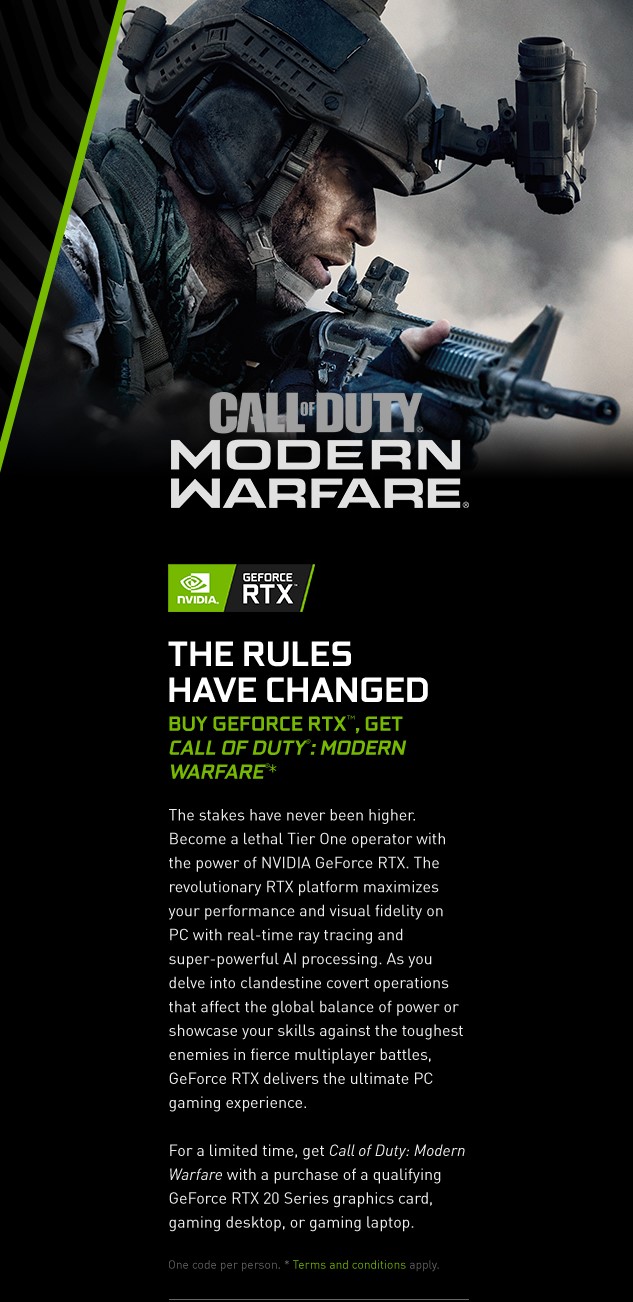 CALL OF DUTY®
MODERN
WARFARE®
NVIDIA.
GEFORCE
RTX™
THE RULES
HAVE CHANGED
BUY GEFORCE RTX™, GET
CALL OF DUTY®: MODERN
WARFARE®*
The stakes have never been higher.
Become a lethal Tier One operator with
the power of NVIDIA GeForce RTX. The
revolutionary RTX platform maximizes
your performance and visual fidelity on
PC with real-time ray tracing and
super-powerful AI processing. As you
delve into clandestine covert operations
that affect the global balance of power or
showcase your skills against the toughest
enemies in fierce multiplayer battles,
GeForce RTX delivers the ultimate PC
gaming experience.
For a limited time, get Call of Duty: Modern
Warfare with a purchase of a qualifying
GeForce RTX 20 Series graphics card,
gaming desktop, or gaming laptop.
One code per person. * Terms and conditions apply.